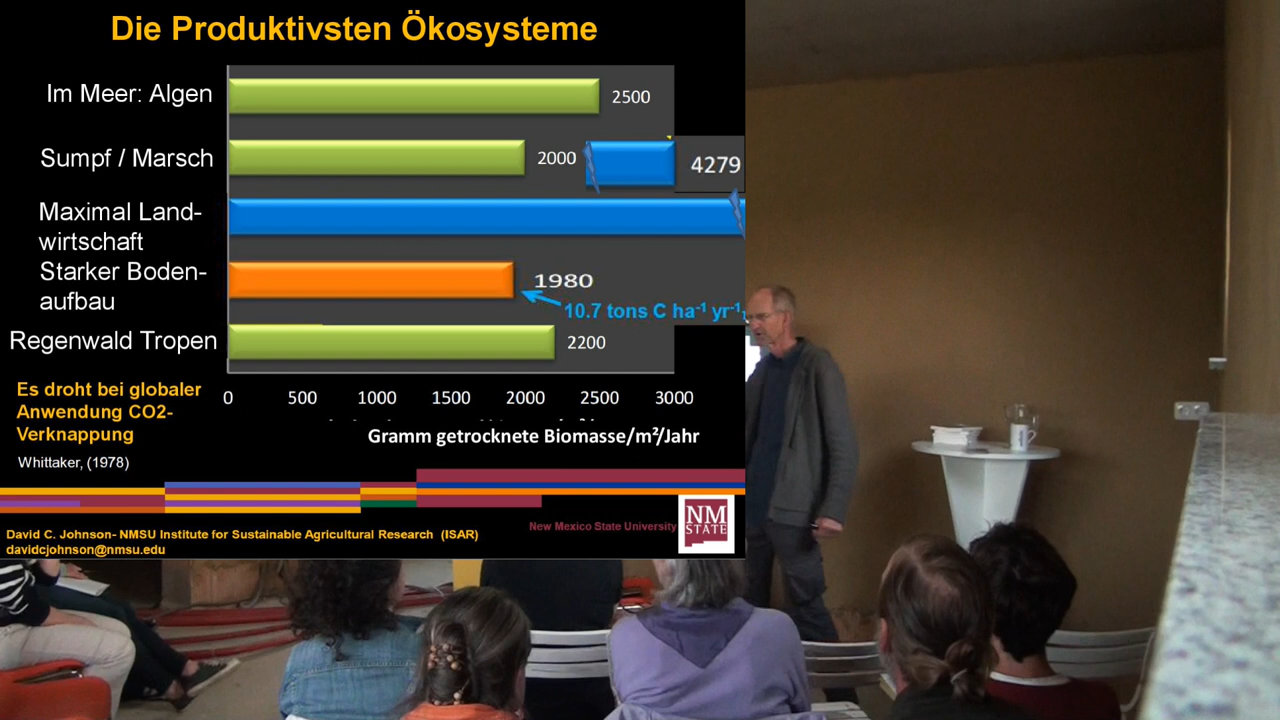 Die Produktivsten Ökosysteme
Im Meer: Algen
2500
Sumpf / Marsch
2000
4279
Maximal Land-
wirtschaft
Starker Boden-
aufbau
1980
10.7 tons C ha⁻¹ yr⁻¹
Regenwald Tropen
2200
0 500 1000 1500 2000 2500 3000
Gramm getrocknete Biomasse/m²/Jahr
Es droht bei globaler
Anwendung CO2-
Verknappung
Whittaker, (1978)
New Mexico State University
NM
STATE
David C. Johnson- NMSU Institute for Sustainable Agricultural Research (ISAR)
davidcjohnson@nmsu.edu